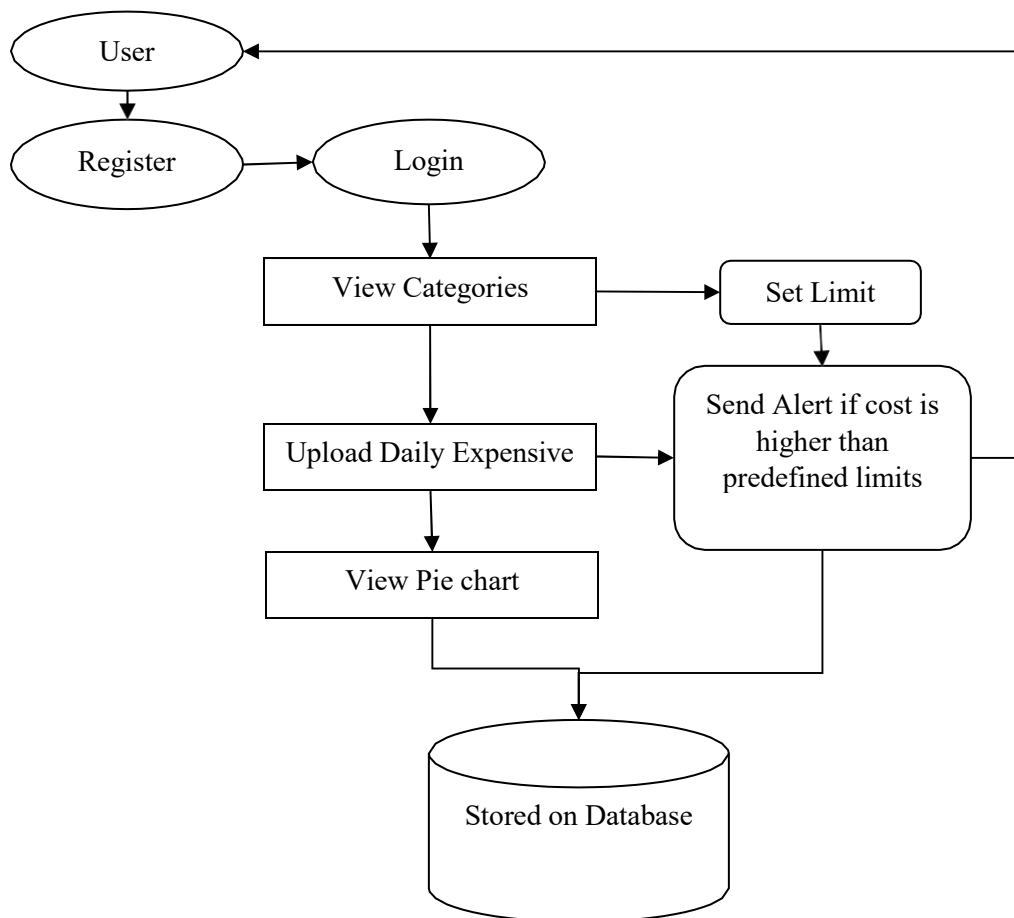 User
Register
Login
View Categories
Set Limit
Send Alert if cost is
higher than
predefined limits
Upload Daily Expensive
View Pie chart
Stored on Database